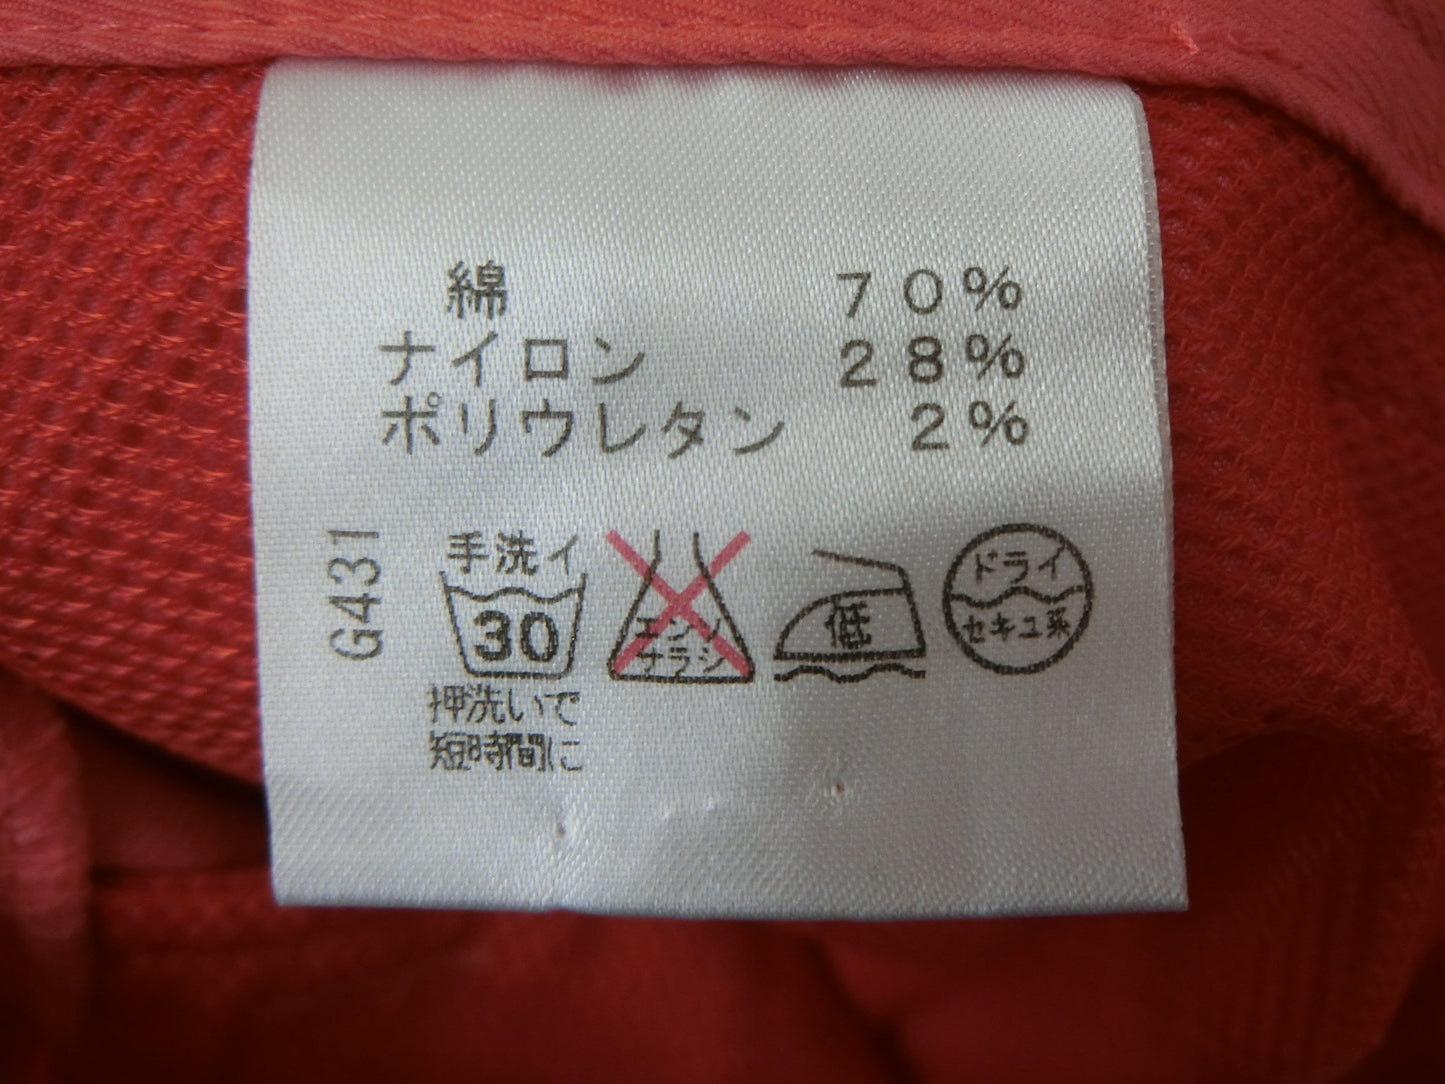 綿 70%
ナイロン 28%
ポリウレタン 2%
G431
手洗イ
30
エンソ
サラシ
低
ドライ
セキユ系
押洗いで
短時間に